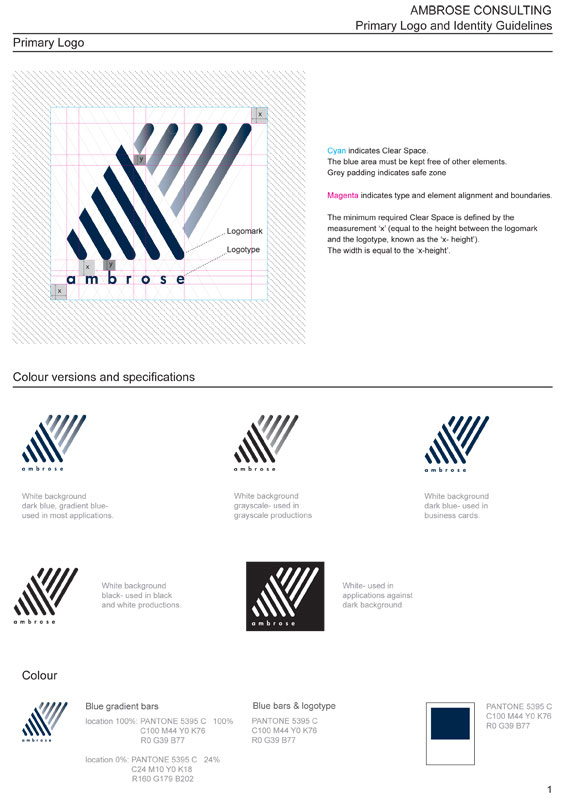 AMBROSE CONSULTING
Primary Logo and Identity Guidelines
Primary Logo
x
y
Logomark
Logotype
x
y
ambrose
x
Cyan indicates Clear Space.
The blue area must be kept free of other elements.
Grey padding indicates safe zone
Magenta indicates type and element alignment and boundaries.
The minimum required Clear Space is defined by the
measurement ‘x’ (equal to the height between the logomark
and the logotype, known as the ‘x- height’).
The width is equal to the ‘x-height’.
Colour versions and specifications
ambrose
White background
dark blue, gradient blue-
used in most applications.
ambrose
White background
grayscale- used in
grayscale productions
ambrose
White background
dark blue- used in
business cards.
ambrose
White background
black- used in black
and white productions.
ambrose
White- used in
applications against
dark background
Colour
ambrose
Blue gradient bars
location 100%: PANTONE 5395 C 100%
C100 M44 Y0 K76
R0 G39 B77
location 0%: PANTONE 5395 C 24%
C24 M10 Y0 K18
R160 G179 B202
Blue bars & logotype
PANTONE 5395 C
C100 M44 Y0 K76
R0 G39 B77
PANTONE 5395 C
C100 M44 Y0 K76
R0 G39 B77
1